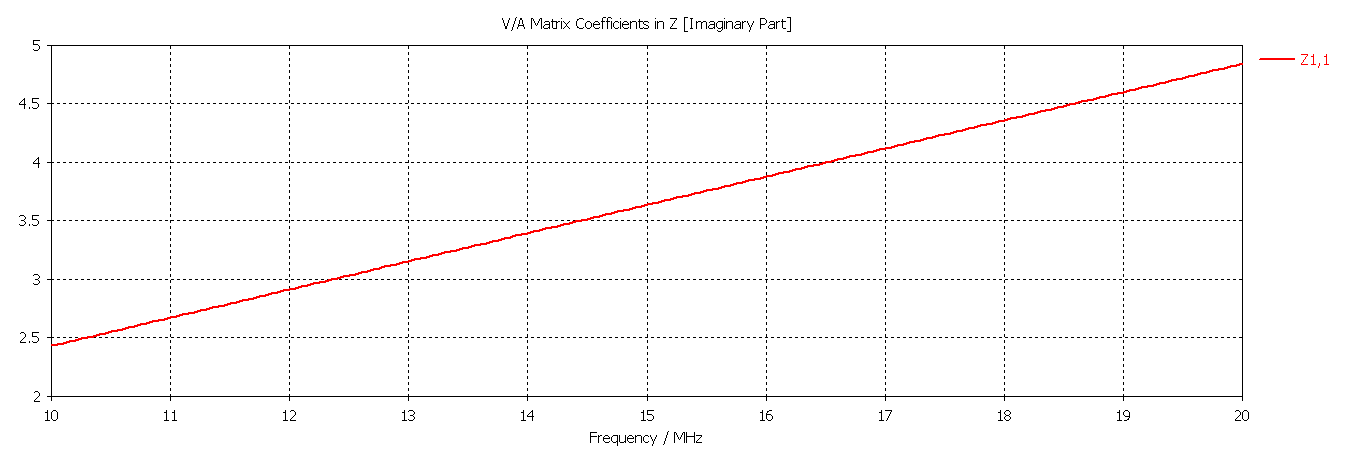 V/A Matrix Coefficients in Z [Imaginary Part]
5
4.5
4
3.5
3
2.5
2
Z1,1
10 11 12 13 14 15 16 17 18 19 20
Frequency / MHz